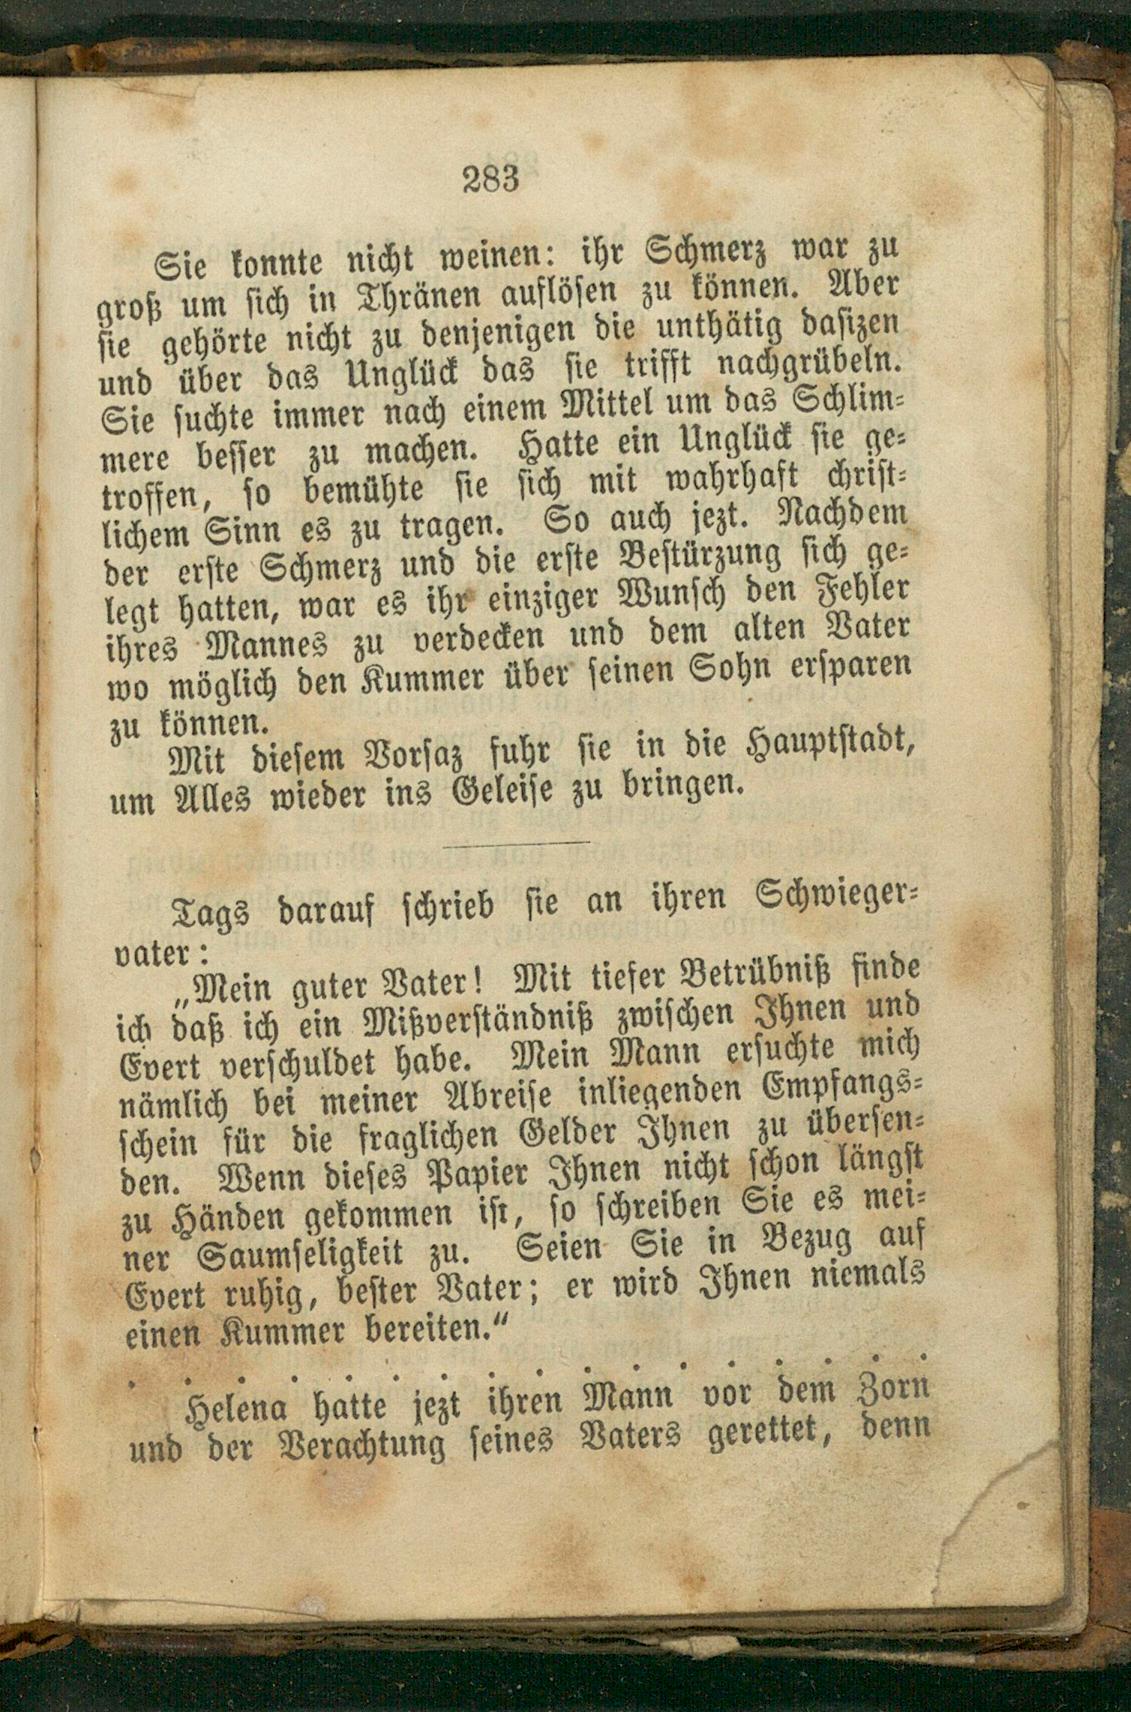 283
Sie konnte nicht weinen: ihr Schmerz war zu
groß um sich in Thränen auflösen zu können. Aber
sie gehörte nicht zu denjenigen die unthätig dasizen
und über das Unglück das sie trifft nachgrübeln.
Sie suchte immer nach einem Mittel um das Schlim-
mere besser zu machen. Hatte ein Unglück sie ge-
troffen, so bemühte sie sich mit wahrhaft christ-
lichem Sinn es zu tragen. So auch jezt. Nachdem
der erste Schmerz und die erste Bestürzung sich ge-
legt hatten, war es ihr einziger Wunsch den Fehler
ihres Mannes zu verdecken und dem alten Vater
wo möglich den Kummer über seinen Sohn ersparen
zu können.
Mit diesem Vorsaz fuhr sie in die Hauptstadt,
um Alles wieder ins Geleise zu bringen.
Tags darauf schrieb sie an ihren Schwieger-
vater:
„Mein guter Vater! Mit tiefer Betrübniß finde
ich daß ich ein Mißverständniß zwischen Ihnen und
Evert verschuldet habe. Mein Mann ersuchte mich
nämlich bei meiner Abreise inliegenden Empfangs-
schein für die fraglichen Gelder Ihnen zu übersen-
den. Wenn dieses Papier Ihnen nicht schon längst
zu Händen gekommen ist, so schreiben Sie es mei-
ner Saumseligkeit zu. Seien Sie in Bezug auf
Evert ruhig, bester Vater; er wird Ihnen niemals
einen Kummer bereiten.“
. . . . . . . . . . . . . . . . .
Helena hatte jezt ihren Mann vor dem Zorn
und der Verachtung seines Vaters gerettet, denn